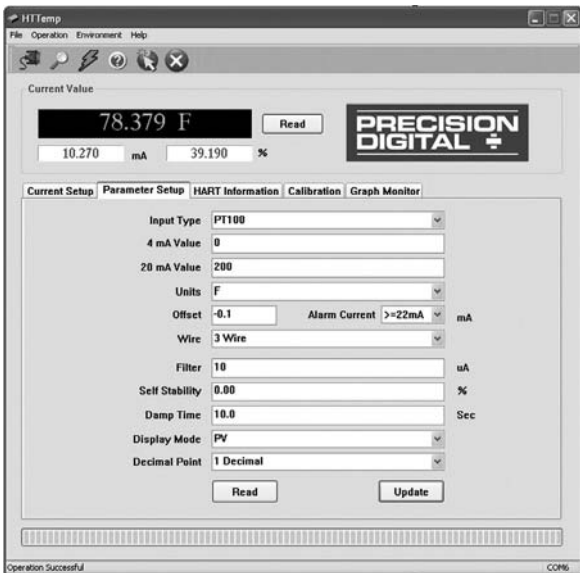 HTTemp
File Operation Environment Help
Current Value
78.379 F
Read
10.270 mA 39.190 %
PRECISION
DIGITAL
Current Setup Parameter Setup HART Information Calibration Graph Monitor
Input Type PT100
4 mA Value 0
20 mA Value 200
Units F
Offset -0.1 Alarm Current >=22mA mA
Wire 3 Wire
Filter 10 uA
Self Stability 0.00 %
Damp Time 10.0 Sec
Display Mode PV
Decimal Point 1 Decimal
Read Update
Operation Successful COM6